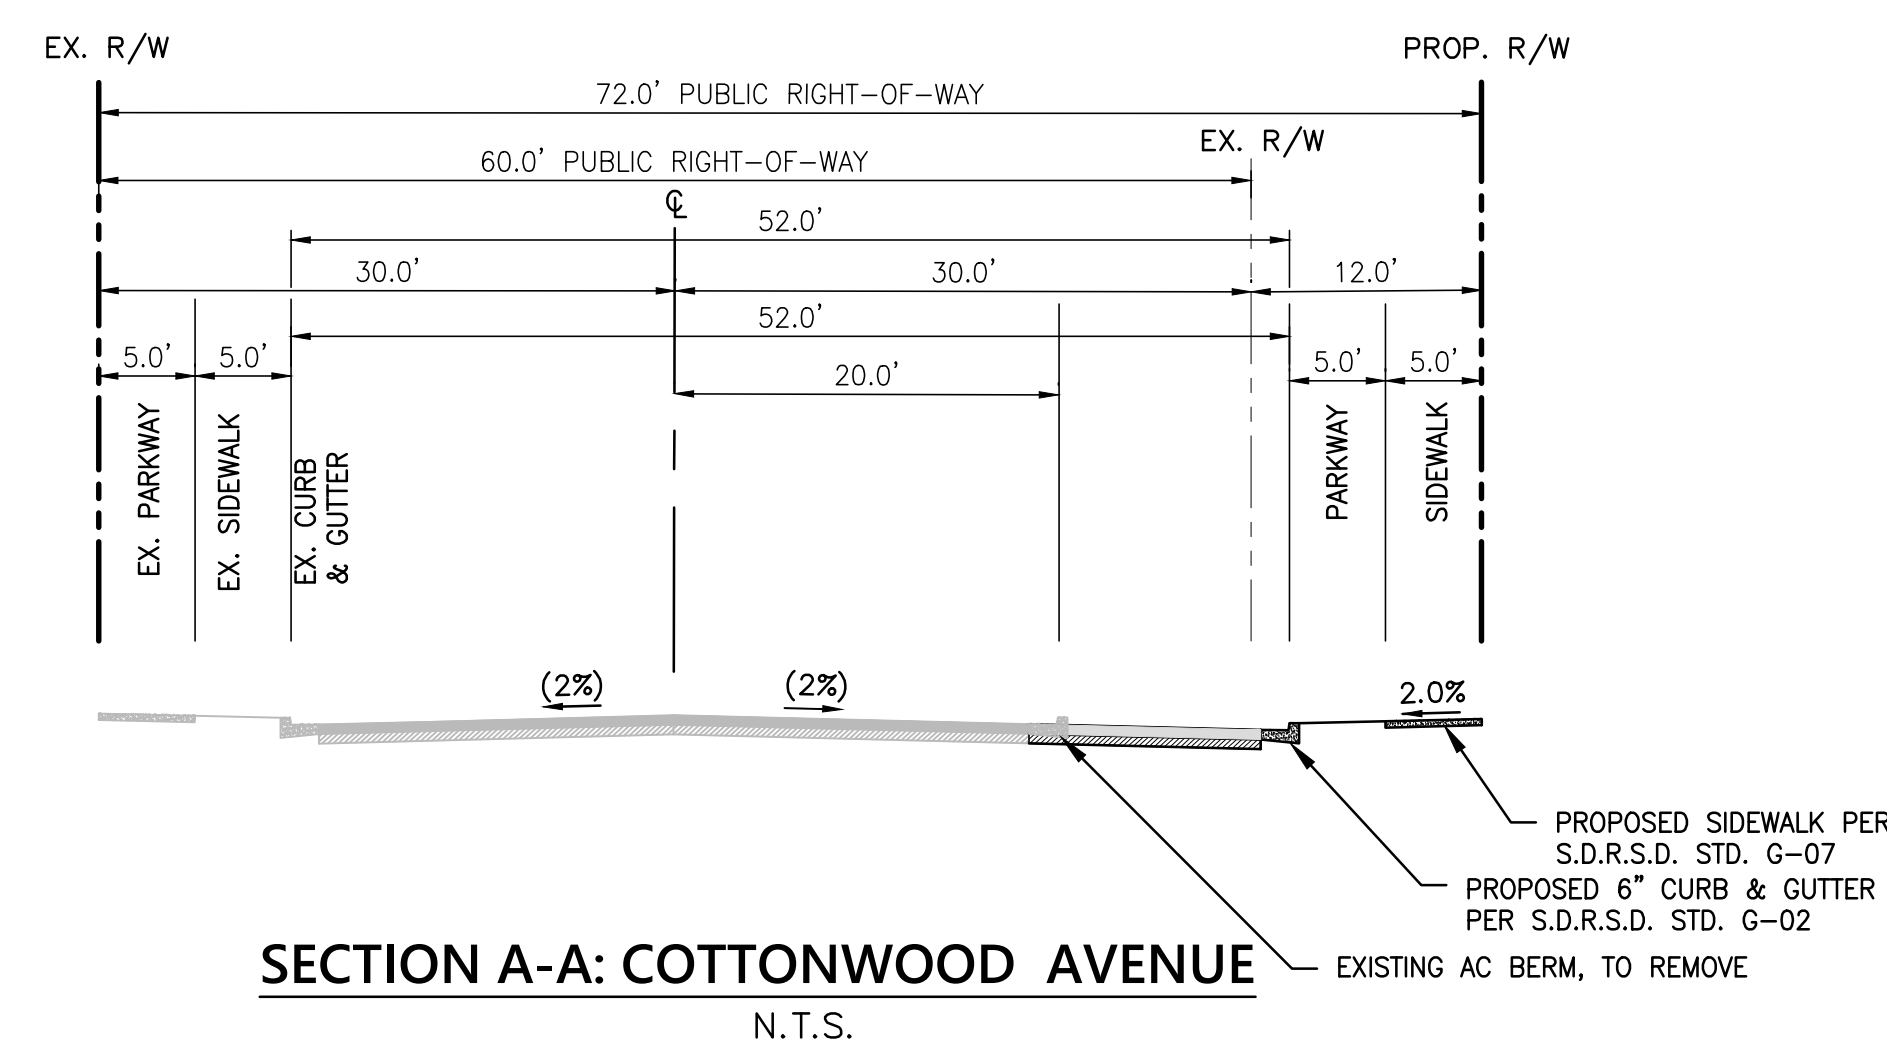 EX. R/W
PROP. R/W
72.0' PUBLIC RIGHT-OF-WAY
EX. R/W
60.0' PUBLIC RIGHT-OF-WAY
℄
52.0'
30.0'
30.0'
12.0'
52.0'
5.0'
5.0'
20.0'
5.0'
5.0'
EX. PARKWAY
EX. SIDEWALK
EX. CURB
& GUTTER
PARKWAY
SIDEWALK
(2%)
(2%)
2.0%
PROPOSED SIDEWALK PER
S.D.R.S.D. STD. G-07
PROPOSED 6" CURB & GUTTER
PER S.D.R.S.D. STD. G-02
EXISTING AC BERM, TO REMOVE
SECTION A-A: COTTONWOOD AVENUE
N.T.S.